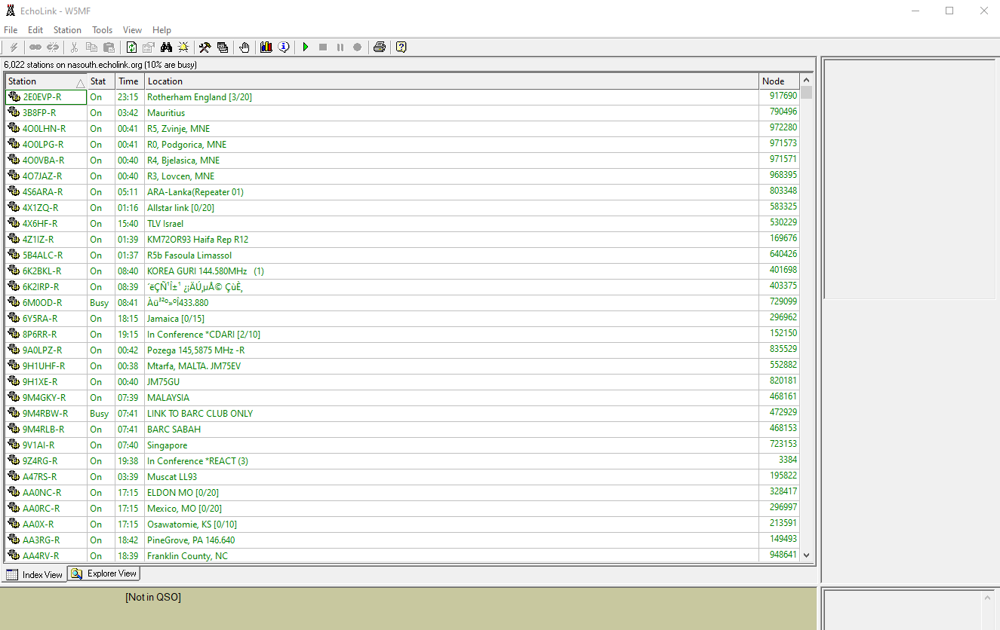 EchoLink - W5MF
File Edit Station Tools View Help
6,022 stations on nasouth.echolink.org (10% are busy)
Station Stat Time Location Node
2E0EVP-R On 23:15 Rotherham England [3/20] 917690
3B8FP-R On 03:42 Mauritius 790496
4O0LHN-R On 00:41 R5, Zvinje, MNE 972280
4O0LPG-R On 00:41 R0, Podgorica, MNE 971573
4O0VBA-R On 00:40 R4, Bjelasica, MNE 971571
4O7JAZ-R On 00:40 R3, Lovcen, MNE 968395
4S6ARA-R On 05:11 ARA-Lanka(Repeater 01) 803348
4X1ZQ-R On 01:16 Allstar link [0/20] 583325
4X6HF-R On 15:40 TLV Israel 530229
4Z1IZ-R On 01:39 KM72OR93 Haifa Rep R12 169676
5B4ALC-R On 01:37 R5b Fasoula Limassol 640426
6K2BKL-R On 08:40 KOREA GURI 144.580MHz (1) 401698
6K2IRP-R On 08:39 ´ëÇÑ¹Î±¹ ¿¡ÄÚ¸µÅ© ÇùÈ¸ 403375
6M0OD-R Busy 08:41 Àü³²º»ºÎ433.880 729099
6Y5RA-R On 18:15 Jamaica [0/15] 296962
8P6RR-R On 19:15 In Conference *CDARI [2/10] 152150
9A0LPZ-R On 00:42 Pozega 145,5875 MHz -R 835529
9H1UHF-R On 00:38 Mtarfa, MALTA. JM75EV 552882
9H1XE-R On 00:40 JM75GU 820181
9M4GKY-R On 07:39 MALAYSIA 468161
9M4RBW-R Busy 07:41 LINK TO BARC CLUB ONLY 472929
9M4RLB-R On 07:41 BARC SABAH 468153
9V1AI-R On 07:40 Singapore 723153
9Z4RG-R On 19:38 In Conference *REACT (3) 3384
A47RS-R On 03:39 Muscat LL93 195822
AA0NC-R On 17:15 ELDON MO [0/20] 328417
AA0RC-R On 17:15 Mexico, MO [0/20] 296997
AA0X-R On 17:15 Osawatomie, KS [0/10] 213591
AA3RG-R On 18:42 PineGrove, PA 146.640 149493
AA4RV-R On 18:39 Franklin County, NC 948641
Index View Explorer View
[Not in QSO]